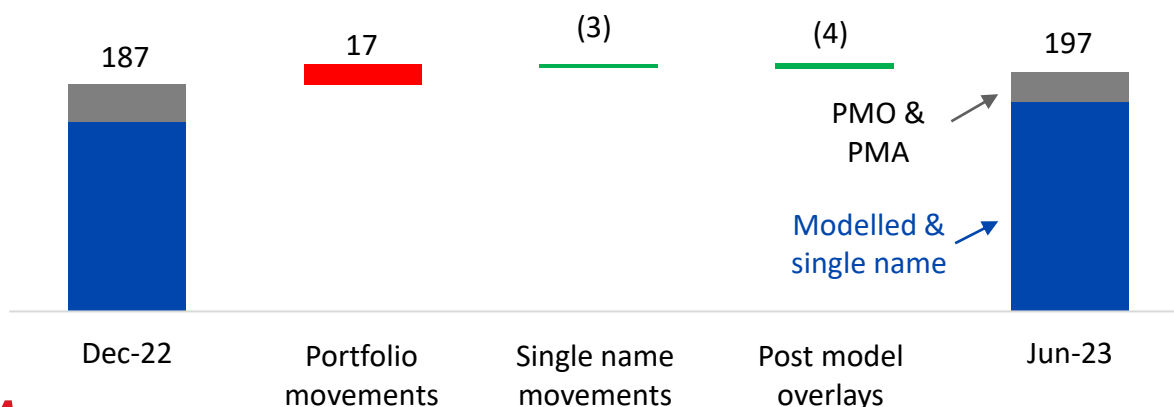 187
17
(3)
(4)
197
PMO &
PMA
Modelled &
single name
Dec-22
Portfolio
movements
Single name
movements
Post model
overlays
Jun-23